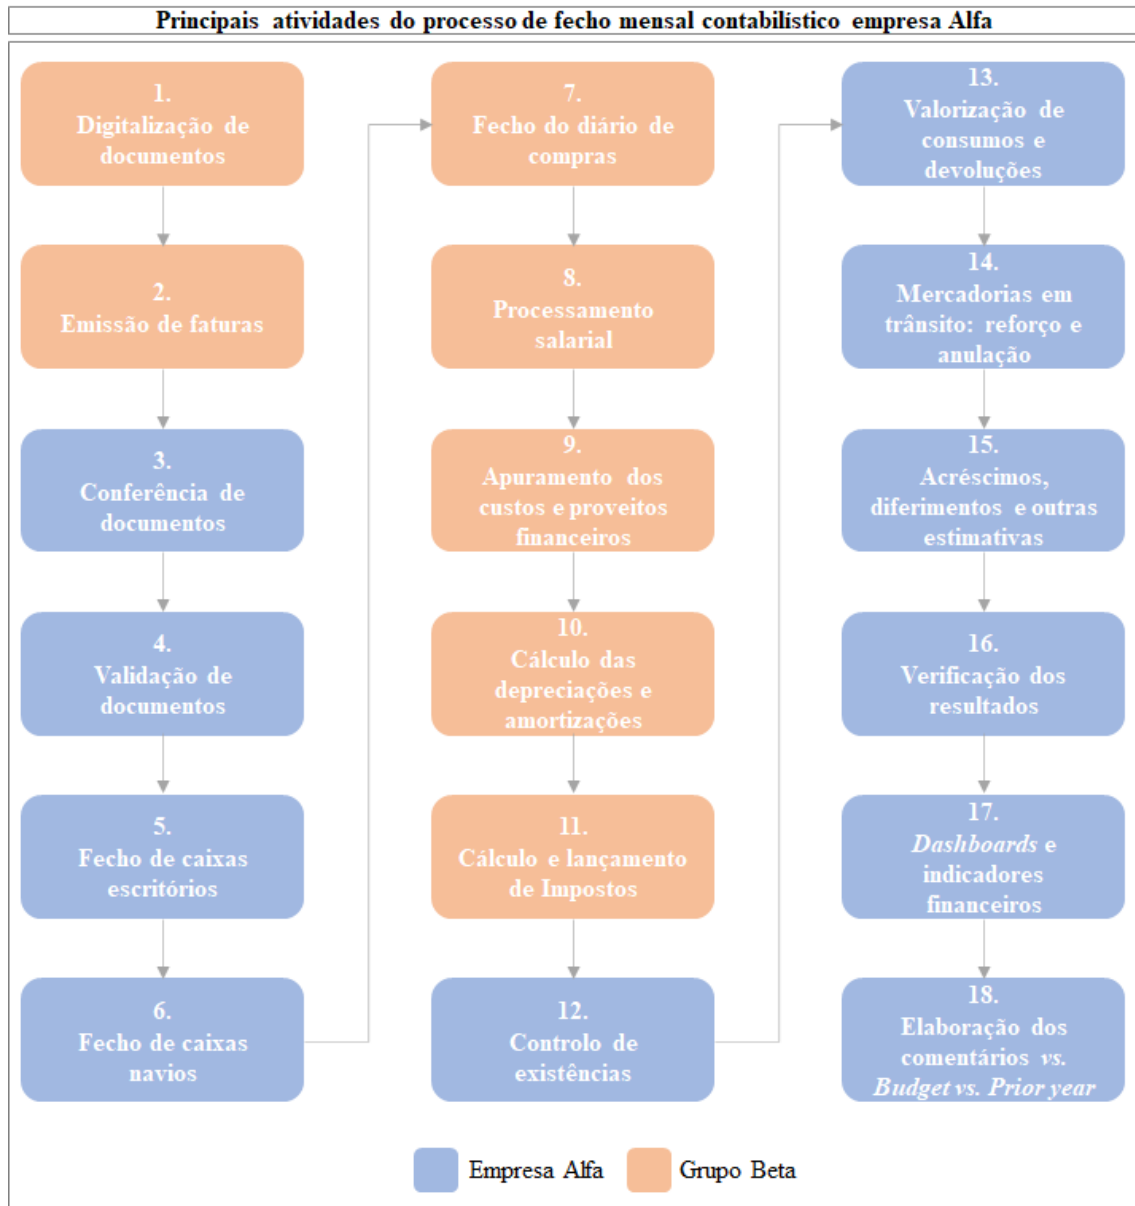 Principais atividades do processo de fecho mensal contabilístico empresa Alfa
1.
Digitalização de
documentos
2.
Emissão de faturas
3.
Conferência de
documentos
4.
Validação de
documentos
5.
Fecho de caixas
escritórios
6.
Fecho de caixas
navios
7.
Fecho do diário de
compras
8.
Processamento
salarial
9.
Apuramento dos
custos e proveitos
financeiros
10.
Cálculo das
depreciações e
amortizações
11.
Cálculo e lançamento
de Impostos
12.
Controlo de
existências
13.
Valorização de
consumos e
devoluções
14.
Mercadorias em
trânsito: reforço e
anulação
15.
Acréscimos,
diferimentos e outras
estimativas
16.
Verificação dos
resultados
17.
Dashboards e
indicadores
financeiros
18.
Elaboração dos
comentários vs.
Budget vs. Prior year
Empresa Alfa
Grupo Beta